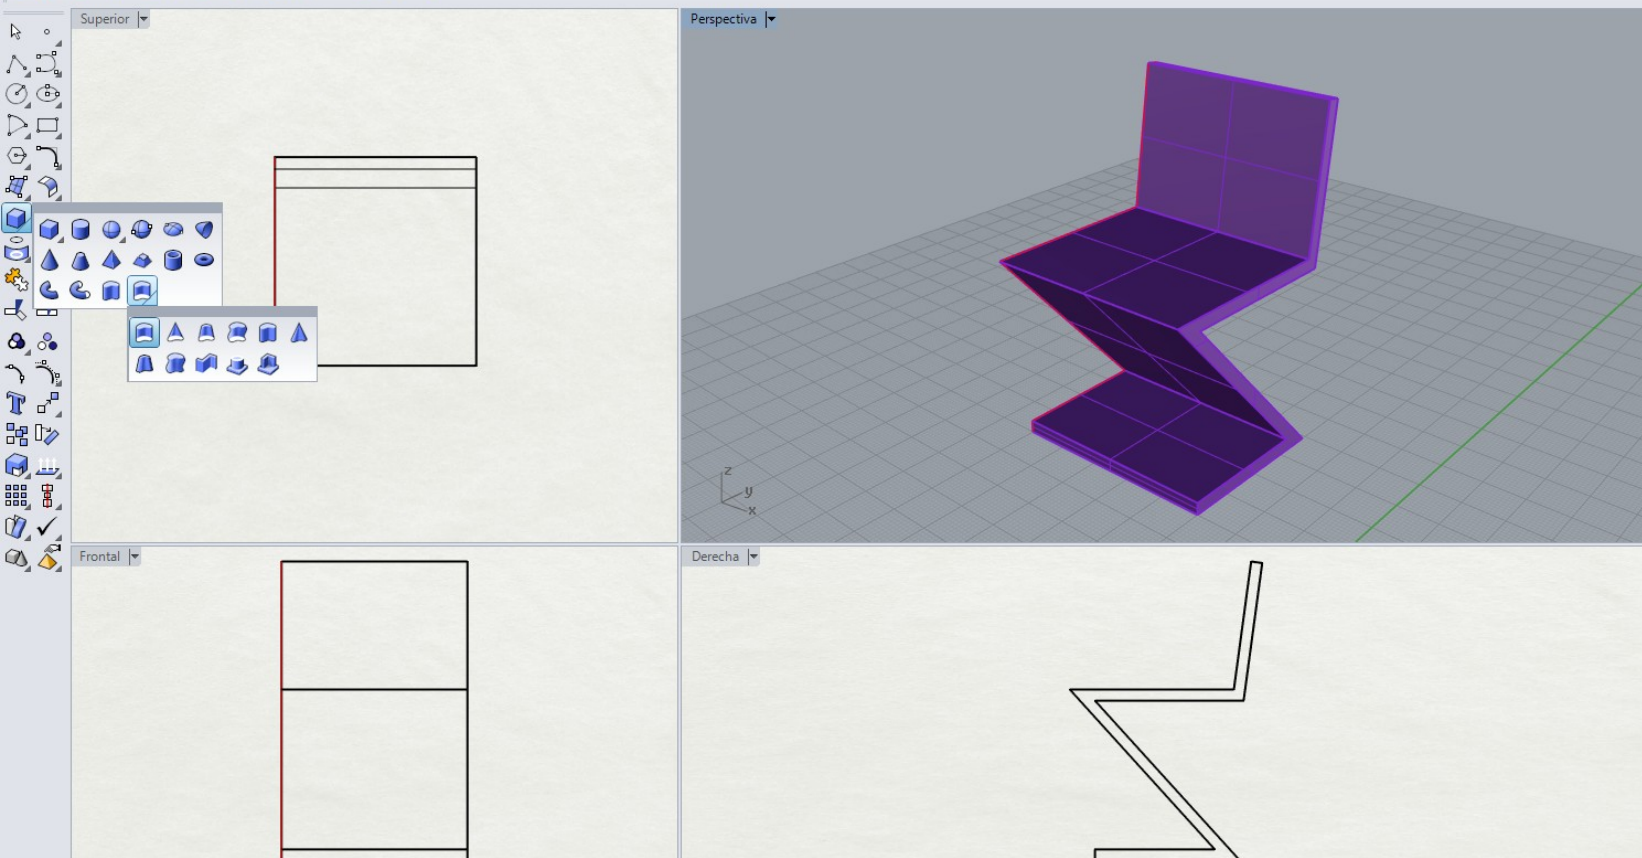 Superior
Perspectiva
z
y
x
Frontal
Derecha